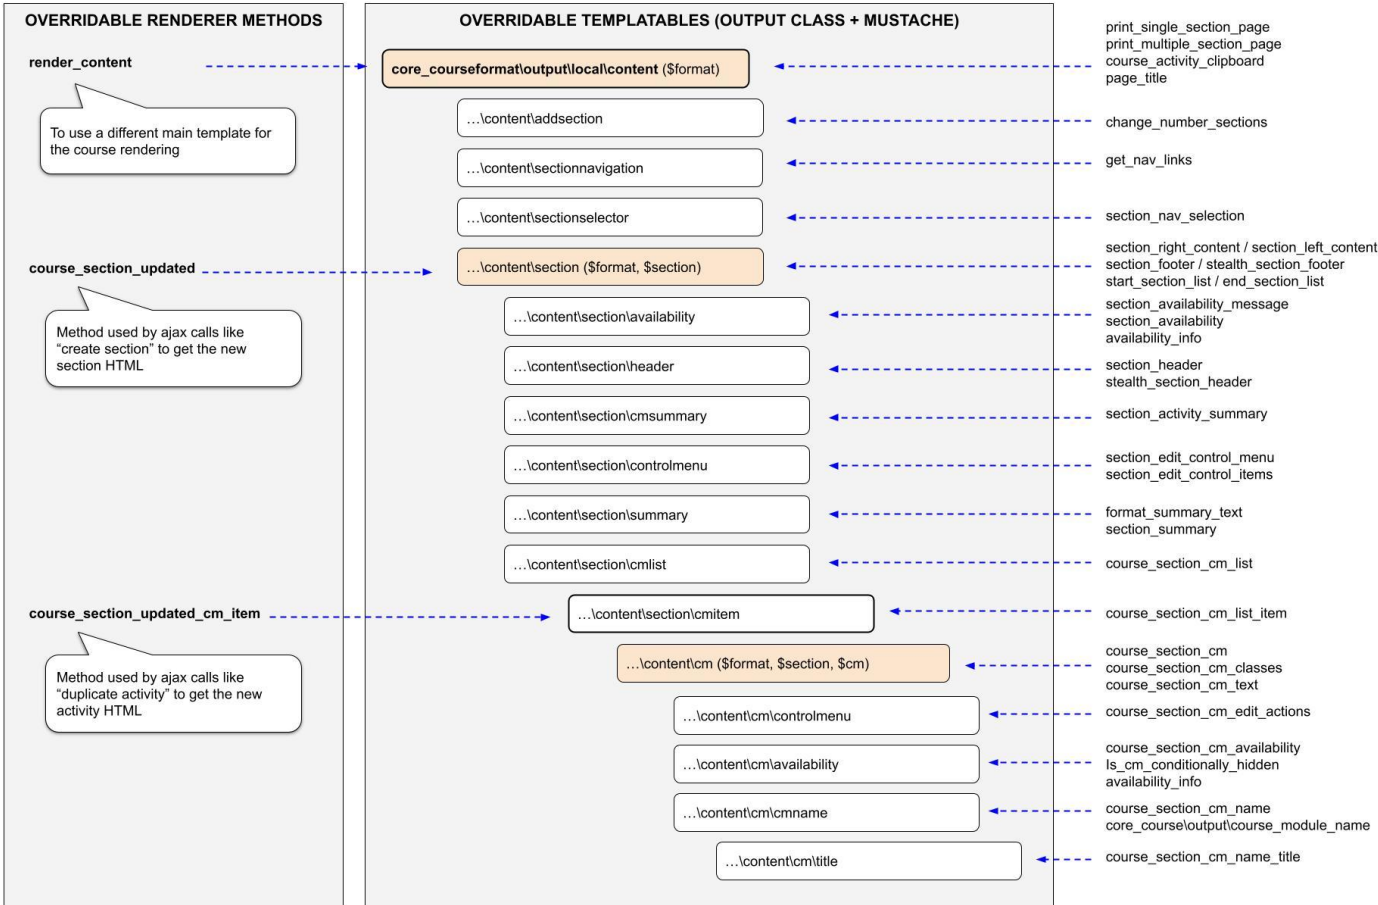 OVERRIDABLE RENDERER METHODS
render_content
To use a different main template for
the course rendering
course_section_updated
Method used by ajax calls like
“create section” to get the new
section HTML
course_section_updated_cm_item
Method used by ajax calls like
“duplicate activity” to get the new
activity HTML
OVERRIDABLE TEMPLATABLES (OUTPUT CLASS + MUSTACHE)
core_courseformat\output\local\content ($format)
…\content\addsection
…\content\sectionnavigation
…\content\sectionselector
…\content\section ($format, $section)
…\content\section\availability
…\content\section\header
…\content\section\cmsummary
…\content\section\controlmenu
…\content\section\summary
…\content\section\cmlist
…\content\section\cmitem
…\content\cm ($format, $section, $cm)
…\content\cm\controlmenu
…\content\cm\availability
…\content\cm\cmname
…\content\cm\title
print_single_section_page
print_multiple_section_page
course_activity_clipboard
page_title
change_number_sections
get_nav_links
section_nav_selection
section_right_content / section_left_content
section_footer / stealth_section_footer
start_section_list / end_section_list
section_availability_message
section_availability
availability_info
section_header
stealth_section_header
section_activity_summary
section_edit_control_menu
section_edit_control_items
format_summary_text
section_summary
course_section_cm_list
course_section_cm_list_item
course_section_cm
course_section_cm_classes
course_section_cm_text
course_section_cm_edit_actions
course_section_cm_availability
Is_cm_conditionally_hidden
availability_info
course_section_cm_name
core_course\output\course_module_name
course_section_cm_name_title